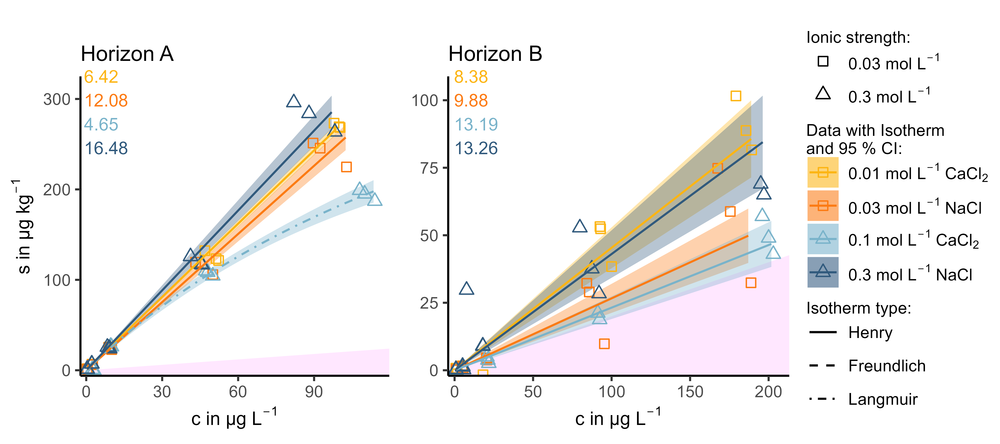 Horizon A
6.42
12.08
4.65
16.48
300
200
100
0
0 30 60 90
s in µg kg⁻¹
c in µg L⁻¹
Horizon B
8.38
9.88
13.19
13.26
100
75
50
25
0
0 50 100 150 200
c in µg L⁻¹
Ionic strength:
0.03 mol L⁻¹
0.3 mol L⁻¹
Data with Isotherm
and 95 % CI:
0.01 mol L⁻¹ CaCl₂
0.03 mol L⁻¹ NaCl
0.1 mol L⁻¹ CaCl₂
0.3 mol L⁻¹ NaCl
Isotherm type:
Henry
Freundlich
Langmuir